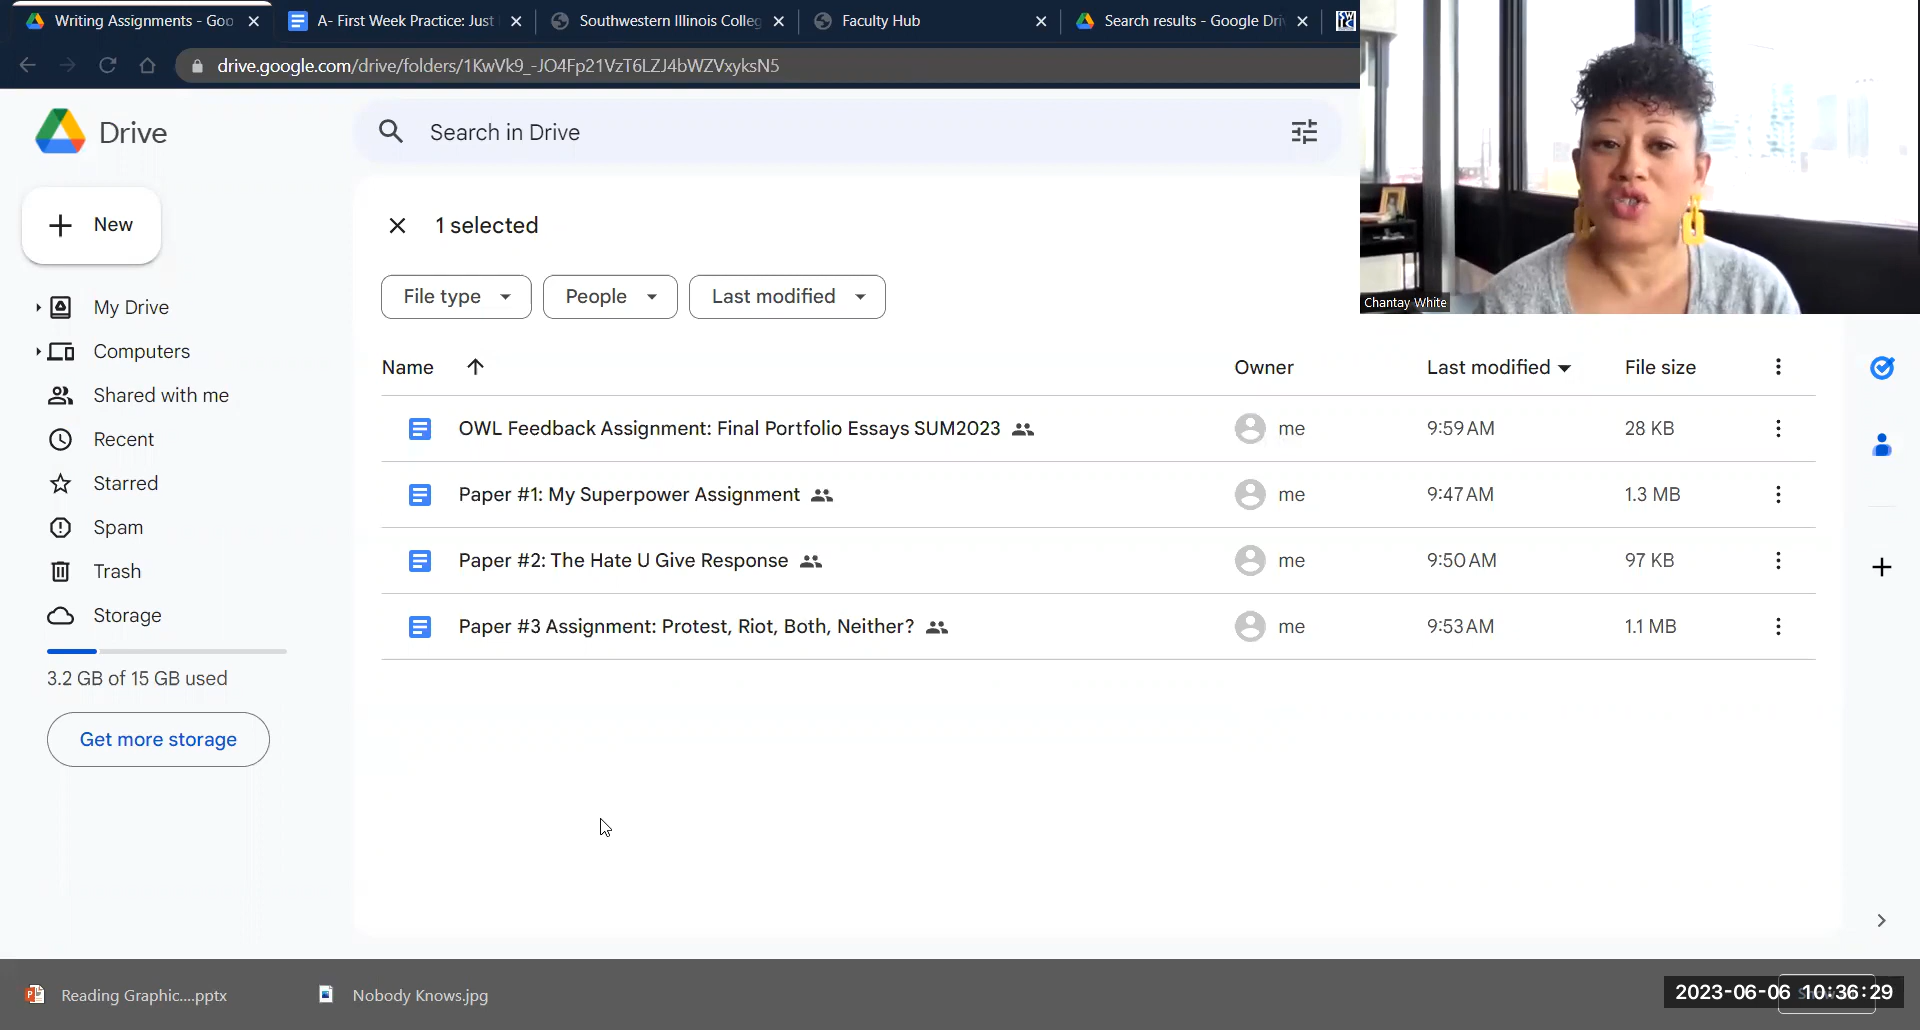 Writing Assignments - Goo
A- First Week Practice: Just
Southwestern Illinois Colleg
Faculty Hub
Search results - Google Dri
drive.google.com/drive/folders/1KwVk9_-JO4Fp21VzT6LZJ4bWZVxyksN5
Drive
Search in Drive
New
1 selected
File type
People
Last modified
Chantay White
My Drive
Computers
Shared with me
Recent
Starred
Spam
Trash
Storage
3.2 GB of 15 GB used
Get more storage
Name Owner Last modified File size
OWL Feedback Assignment: Final Portfolio Essays SUM2023 me 9:59 AM 28 KB
Paper #1: My Superpower Assignment me 9:47 AM 1.3 MB
Paper #2: The Hate U Give Response me 9:50 AM 97 KB
Paper #3 Assignment: Protest, Riot, Both, Neither? me 9:53 AM 1.1 MB
Reading Graphic....pptx
Nobody Knows.jpg
2023-06-06 10:36:29